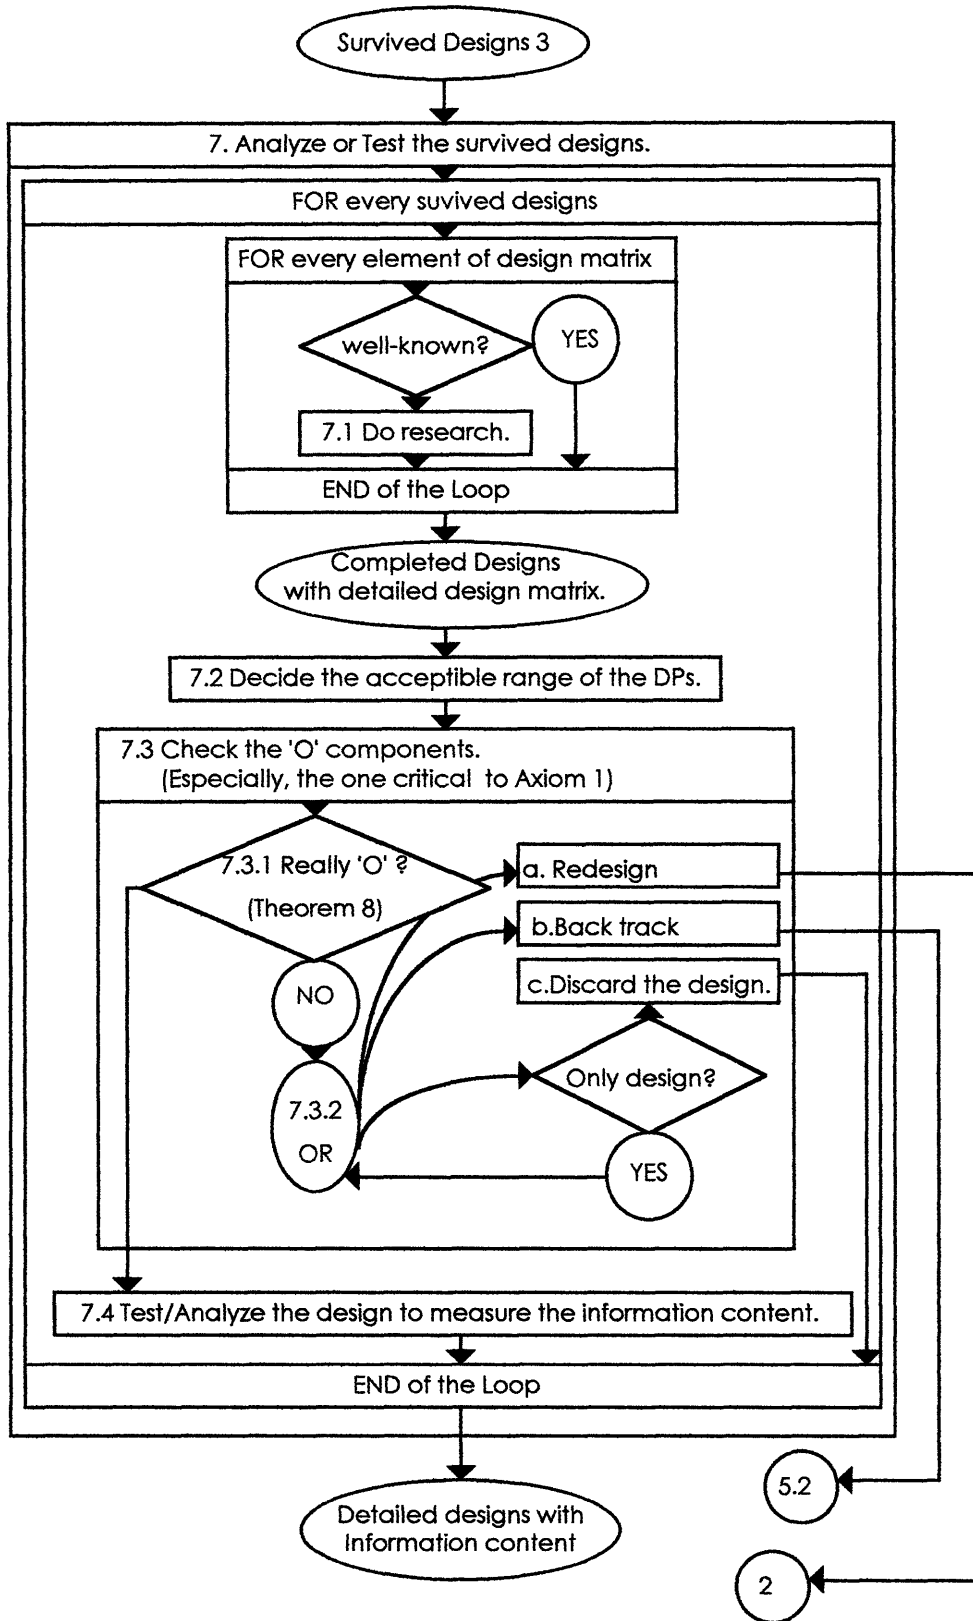 Survived Designs 3
7. Analyze or Test the survived designs.
FOR every suvived designs
FOR every element of design matrix
well-known?
YES
7.1 Do research.
END of the Loop
Completed Designs
with detailed design matrix.
7.2 Decide the acceptible range of the DPs.
7.3 Check the 'O' components.
(Especially, the one critical to Axiom 1)
7.3.1 Really 'O' ?
(Theorem 8)
a. Redesign
b.Back track
c.Discard the design.
NO
Only design?
7.3.2
OR
YES
7.4 Test/Analyze the design to measure the information content.
END of the Loop
5.2
Detailed designs with
Information content
2